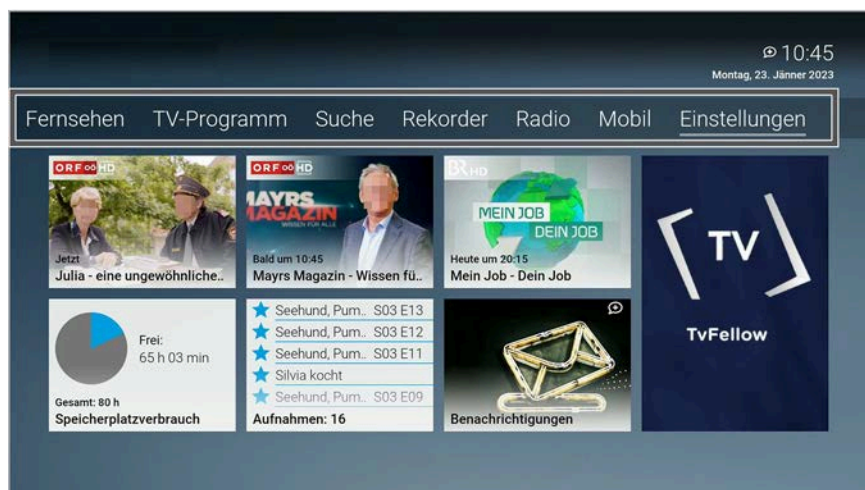 10:45
Montag, 23. Jänner 2023
Fernsehen TV-Programm Suche Rekorder Radio Mobil Einstellungen
ORF oö HD
Jetzt
Julia - eine ungewöhnliche..
ORF oö HD
MAYRS
MAGAZIN
WISSEN FÜR ALLE
Bald um 10:45
Mayrs Magazin - Wissen fü..
BR HD
MEIN JOB
DEIN JOB
Heute um 20:15
Mein Job - Dein Job
TV
TvFellow
Frei:
65 h 03 min
Gesamt: 80 h
Speicherplatzverbrauch
Seehund, Pum.. S03 E13
Seehund, Pum.. S03 E12
Seehund, Pum.. S03 E11
Silvia kocht
Seehund, Pum.. S03 E09
Aufnahmen: 16
Benachrichtigungen